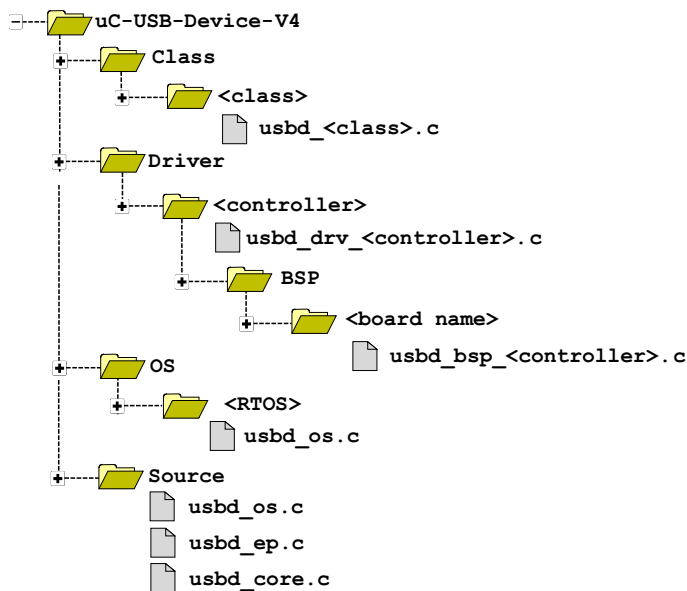 uC-USB-Device-V4
Class
<class>
usbd_<class>.c
Driver
<controller>
usbd_drv_<controller>.c
BSP
<board name>
usbd_bsp_<controller>.c
OS
<RTOS>
usbd_os.c
Source
usbd_os.c
usbd_ep.c
usbd_core.c